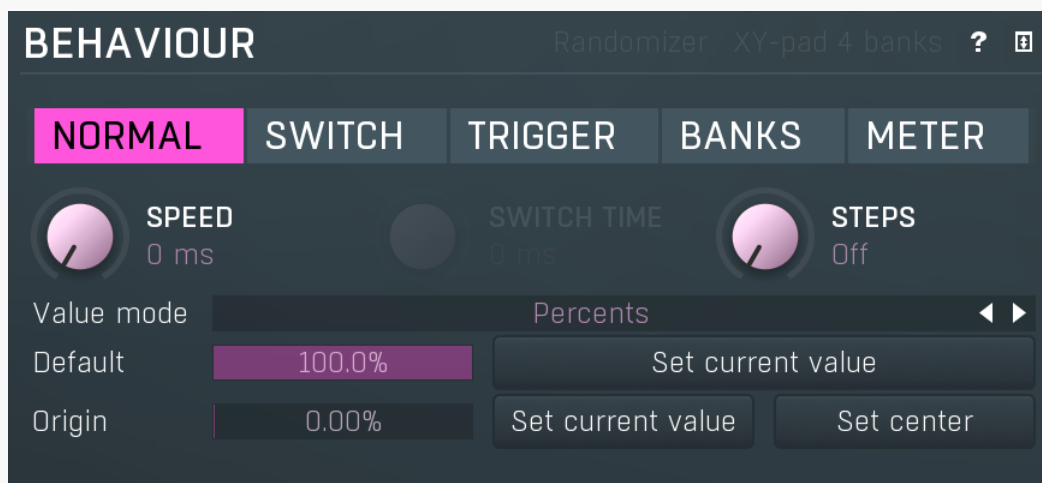 BEHAVIOUR Randomizer XY-pad 4 banks ?
NORMAL SWITCH TRIGGER BANKS METER
SPEED SWITCH TIME STEPS
0 ms 0 ms Off
Value mode Percents
Default 100.0% Set current value
Origin 0.00% Set current value Set center